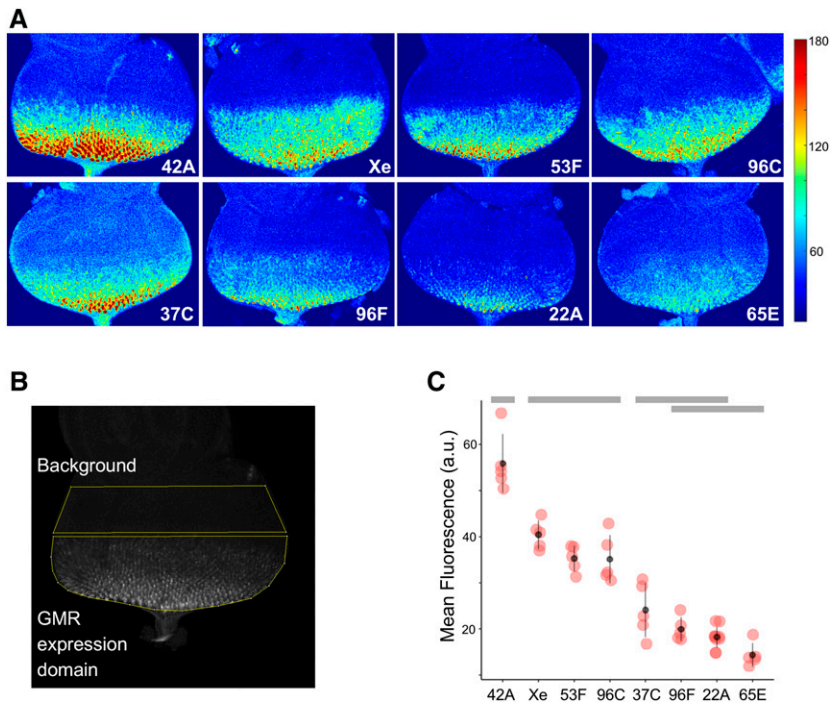 A
42A
Xe
53F
96C
37C
96F
22A
65E
180
120
60
B
Background
GMR
expression
domain
C
Mean Fluorescence (a.u.)
60
40
20
42A Xe 53F 96C 37C 96F 22A 65E